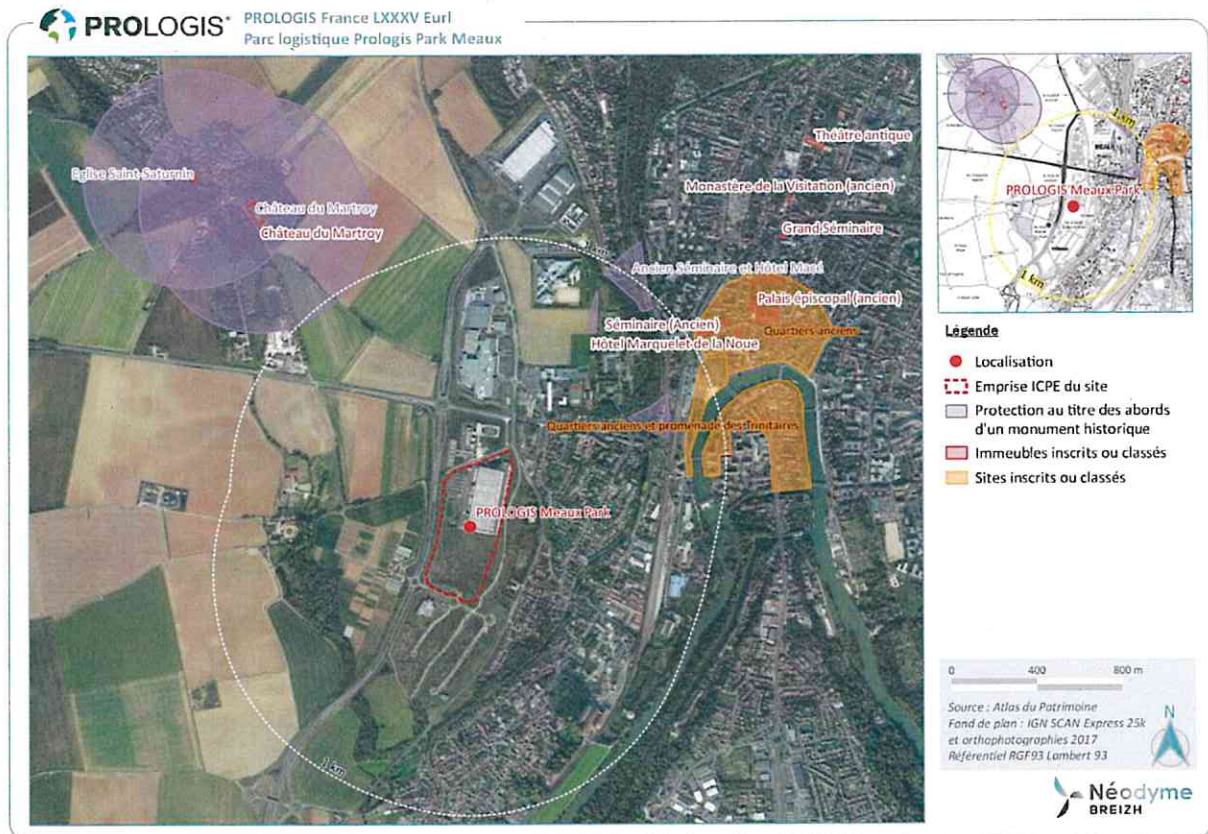 PROLOGIS®
PROLOGIS France LXXXV Eurl
Parc logistique Prologis Park Meaux
Eglise Saint-Saturnin
Château du Martroy
Château du Martroy
Théâtre antique
Monastère de la Visitation (ancien)
Grand Séminaire
Ancien Séminaire et Hôtel Macé
Palais épiscopal (ancien)
Séminaire (Ancien)
Quartiers anciens
Hôtel Marquelet de la Noue
Quartiers anciens et promenade des Trinitaires
PROLOGIS Meaux Park
1 km
1 km
MEAUX
PROLOGIS Meaux Park
1 km
Légende
Localisation
Emprise ICPE du site
Protection au titre des abords
d'un monument historique
Immeubles inscrits ou classés
Sites inscrits ou classés
0 400 800 m
Source : Atlas du Patrimoine
Fond de plan : IGN SCAN Express 25k
et orthophotographies 2017
Référentiel RGF93 Lambert 93
N
Néodyme
BREIZH